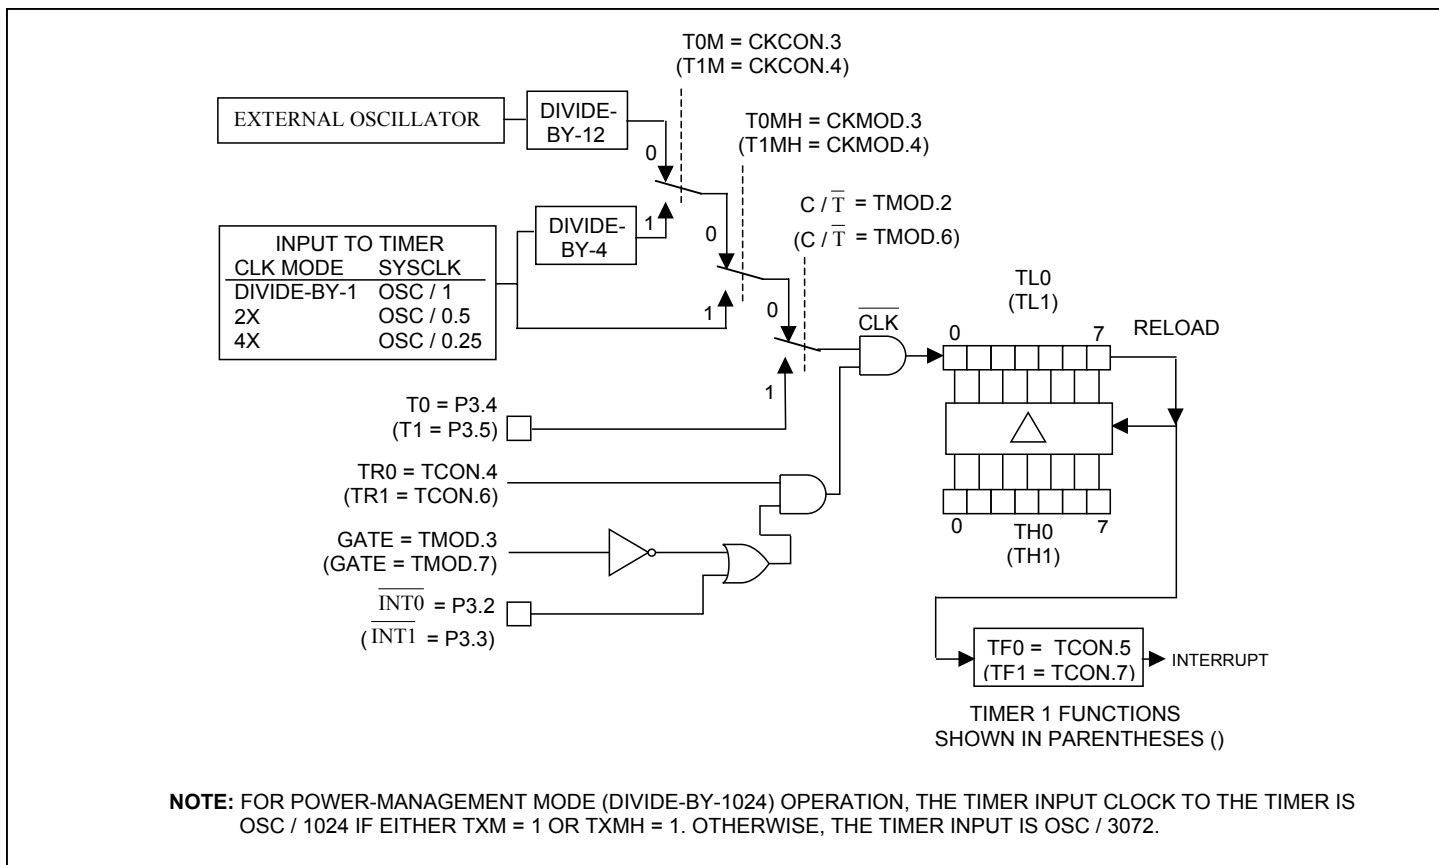 T0M = CKCON.3
(T1M = CKCON.4)
EXTERNAL OSCILLATOR
DIVIDE-
BY-12
T0MH = CKMOD.3
(T1MH = CKMOD.4)
0
1
DIVIDE-
BY-4
0
1
C / T̅ = TMOD.2
(C / T̅ = TMOD.6)
INPUT TO TIMER
CLK MODE SYSCLK
DIVIDE-BY-1 OSC / 1
2X OSC / 0.5
4X OSC / 0.25
0
1
C̅L̅K̅
TL0
(TL1)
0 7
RELOAD
T0 = P3.4
(T1 = P3.5)
TR0 = TCON.4
(TR1 = TCON.6)
GATE = TMOD.3
(GATE = TMOD.7)
I̅N̅T̅0̅ = P3.2
( I̅N̅T̅1̅ = P3.3)
0 7
TH0
(TH1)
TF0 = TCON.5
(TF1 = TCON.7)
INTERRUPT
TIMER 1 FUNCTIONS
SHOWN IN PARENTHESES ()
NOTE: FOR POWER-MANAGEMENT MODE (DIVIDE-BY-1024) OPERATION, THE TIMER INPUT CLOCK TO THE TIMER IS
OSC / 1024 IF EITHER TXM = 1 OR TXMH = 1. OTHERWISE, THE TIMER INPUT IS OSC / 3072.